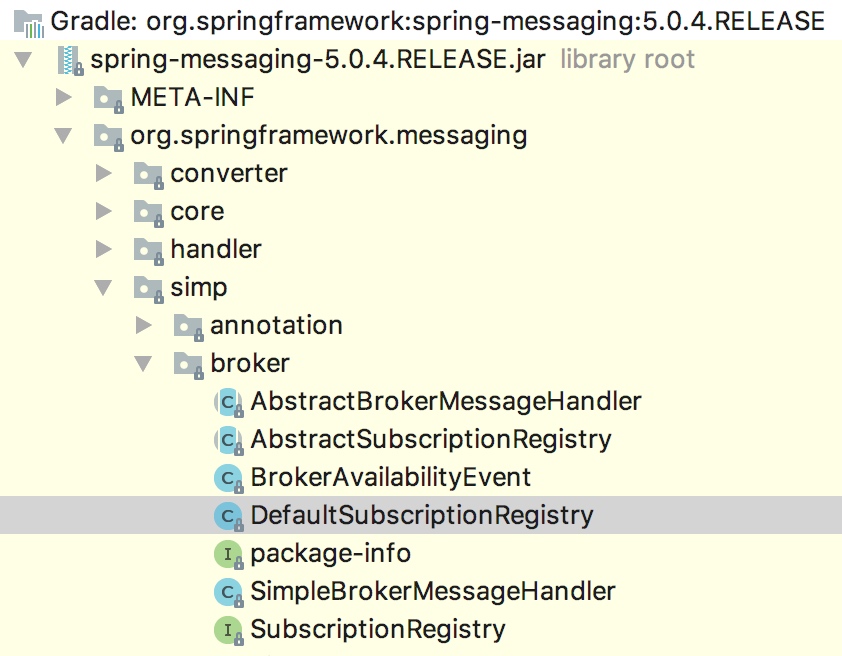 Gradle: org.springframework:spring-messaging:5.0.4.RELEASE
spring-messaging-5.0.4.RELEASE.jar library root
META-INF
org.springframework.messaging
converter
core
handler
simp
annotation
broker
C AbstractBrokerMessageHandler
C AbstractSubscriptionRegistry
C BrokerAvailabilityEvent
C DefaultSubscriptionRegistry
I package-info
C SimpleBrokerMessageHandler
I SubscriptionRegistry